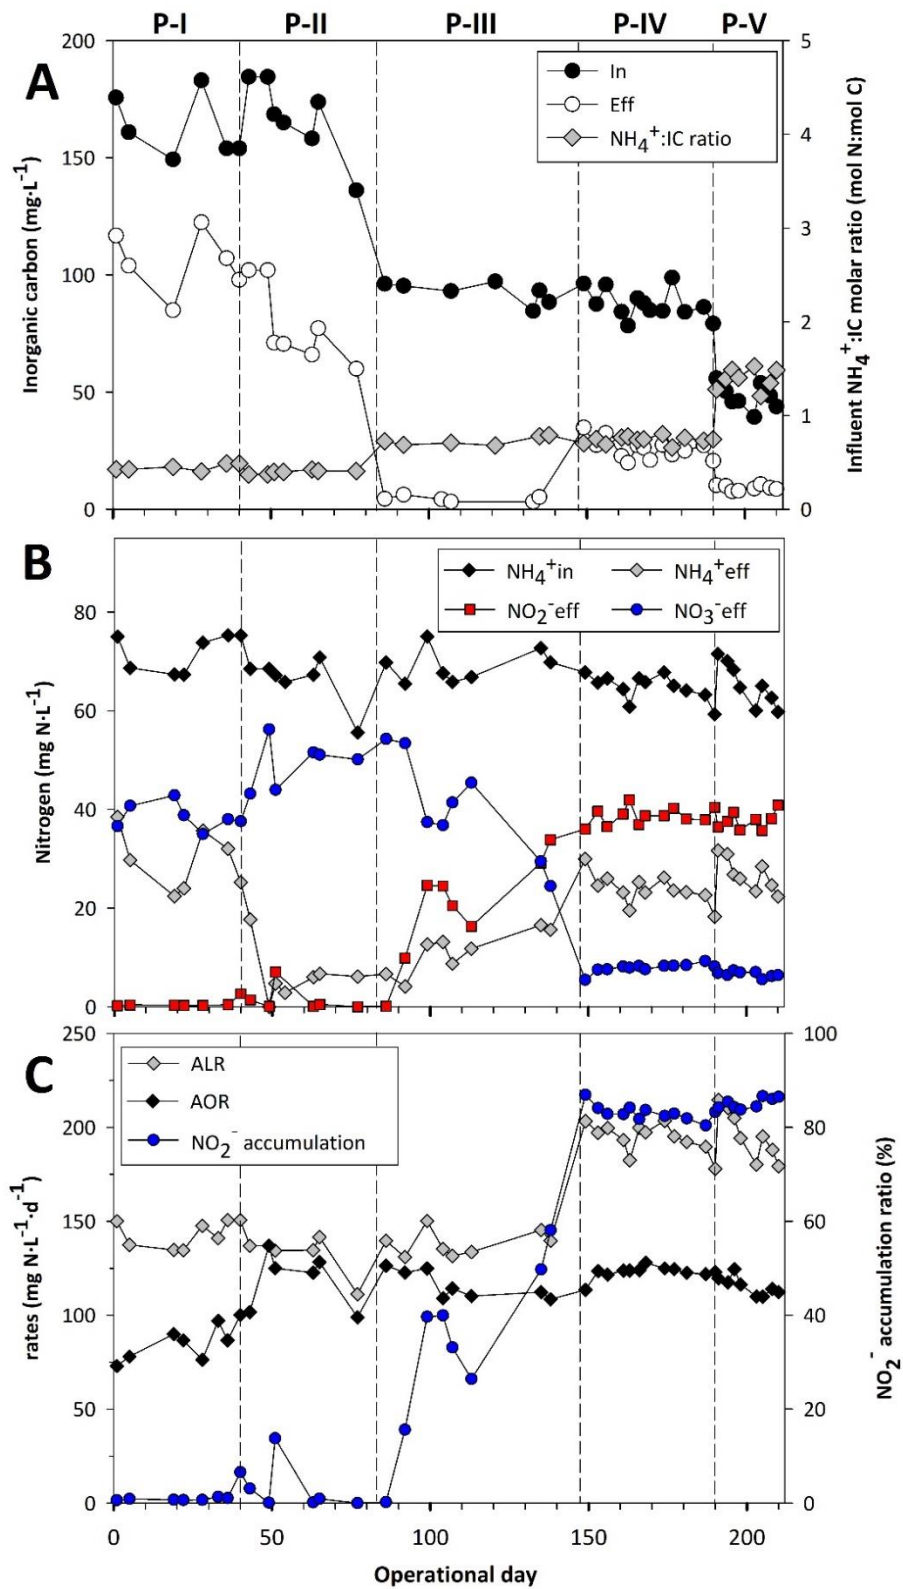 P-I P-II P-III P-IV P-V
A
In
Eff
NH4+:IC ratio
Inorganic carbon (mg·L-1)
200
150
100
50
0
Influent NH4+:IC molar ratio (mol N:mol C)
5
4
3
2
1
0
B
NH4+in NH4+eff
NO2-eff NO3-eff
Nitrogen (mg N·L-1)
80
60
40
20
0
C
ALR
AOR
NO2- accumulation
rates (mg N·L-1·d-1)
250
200
150
100
50
0
NO2- accumulation ratio (%)
100
80
60
40
20
0
0 50 100 150 200
Operational day